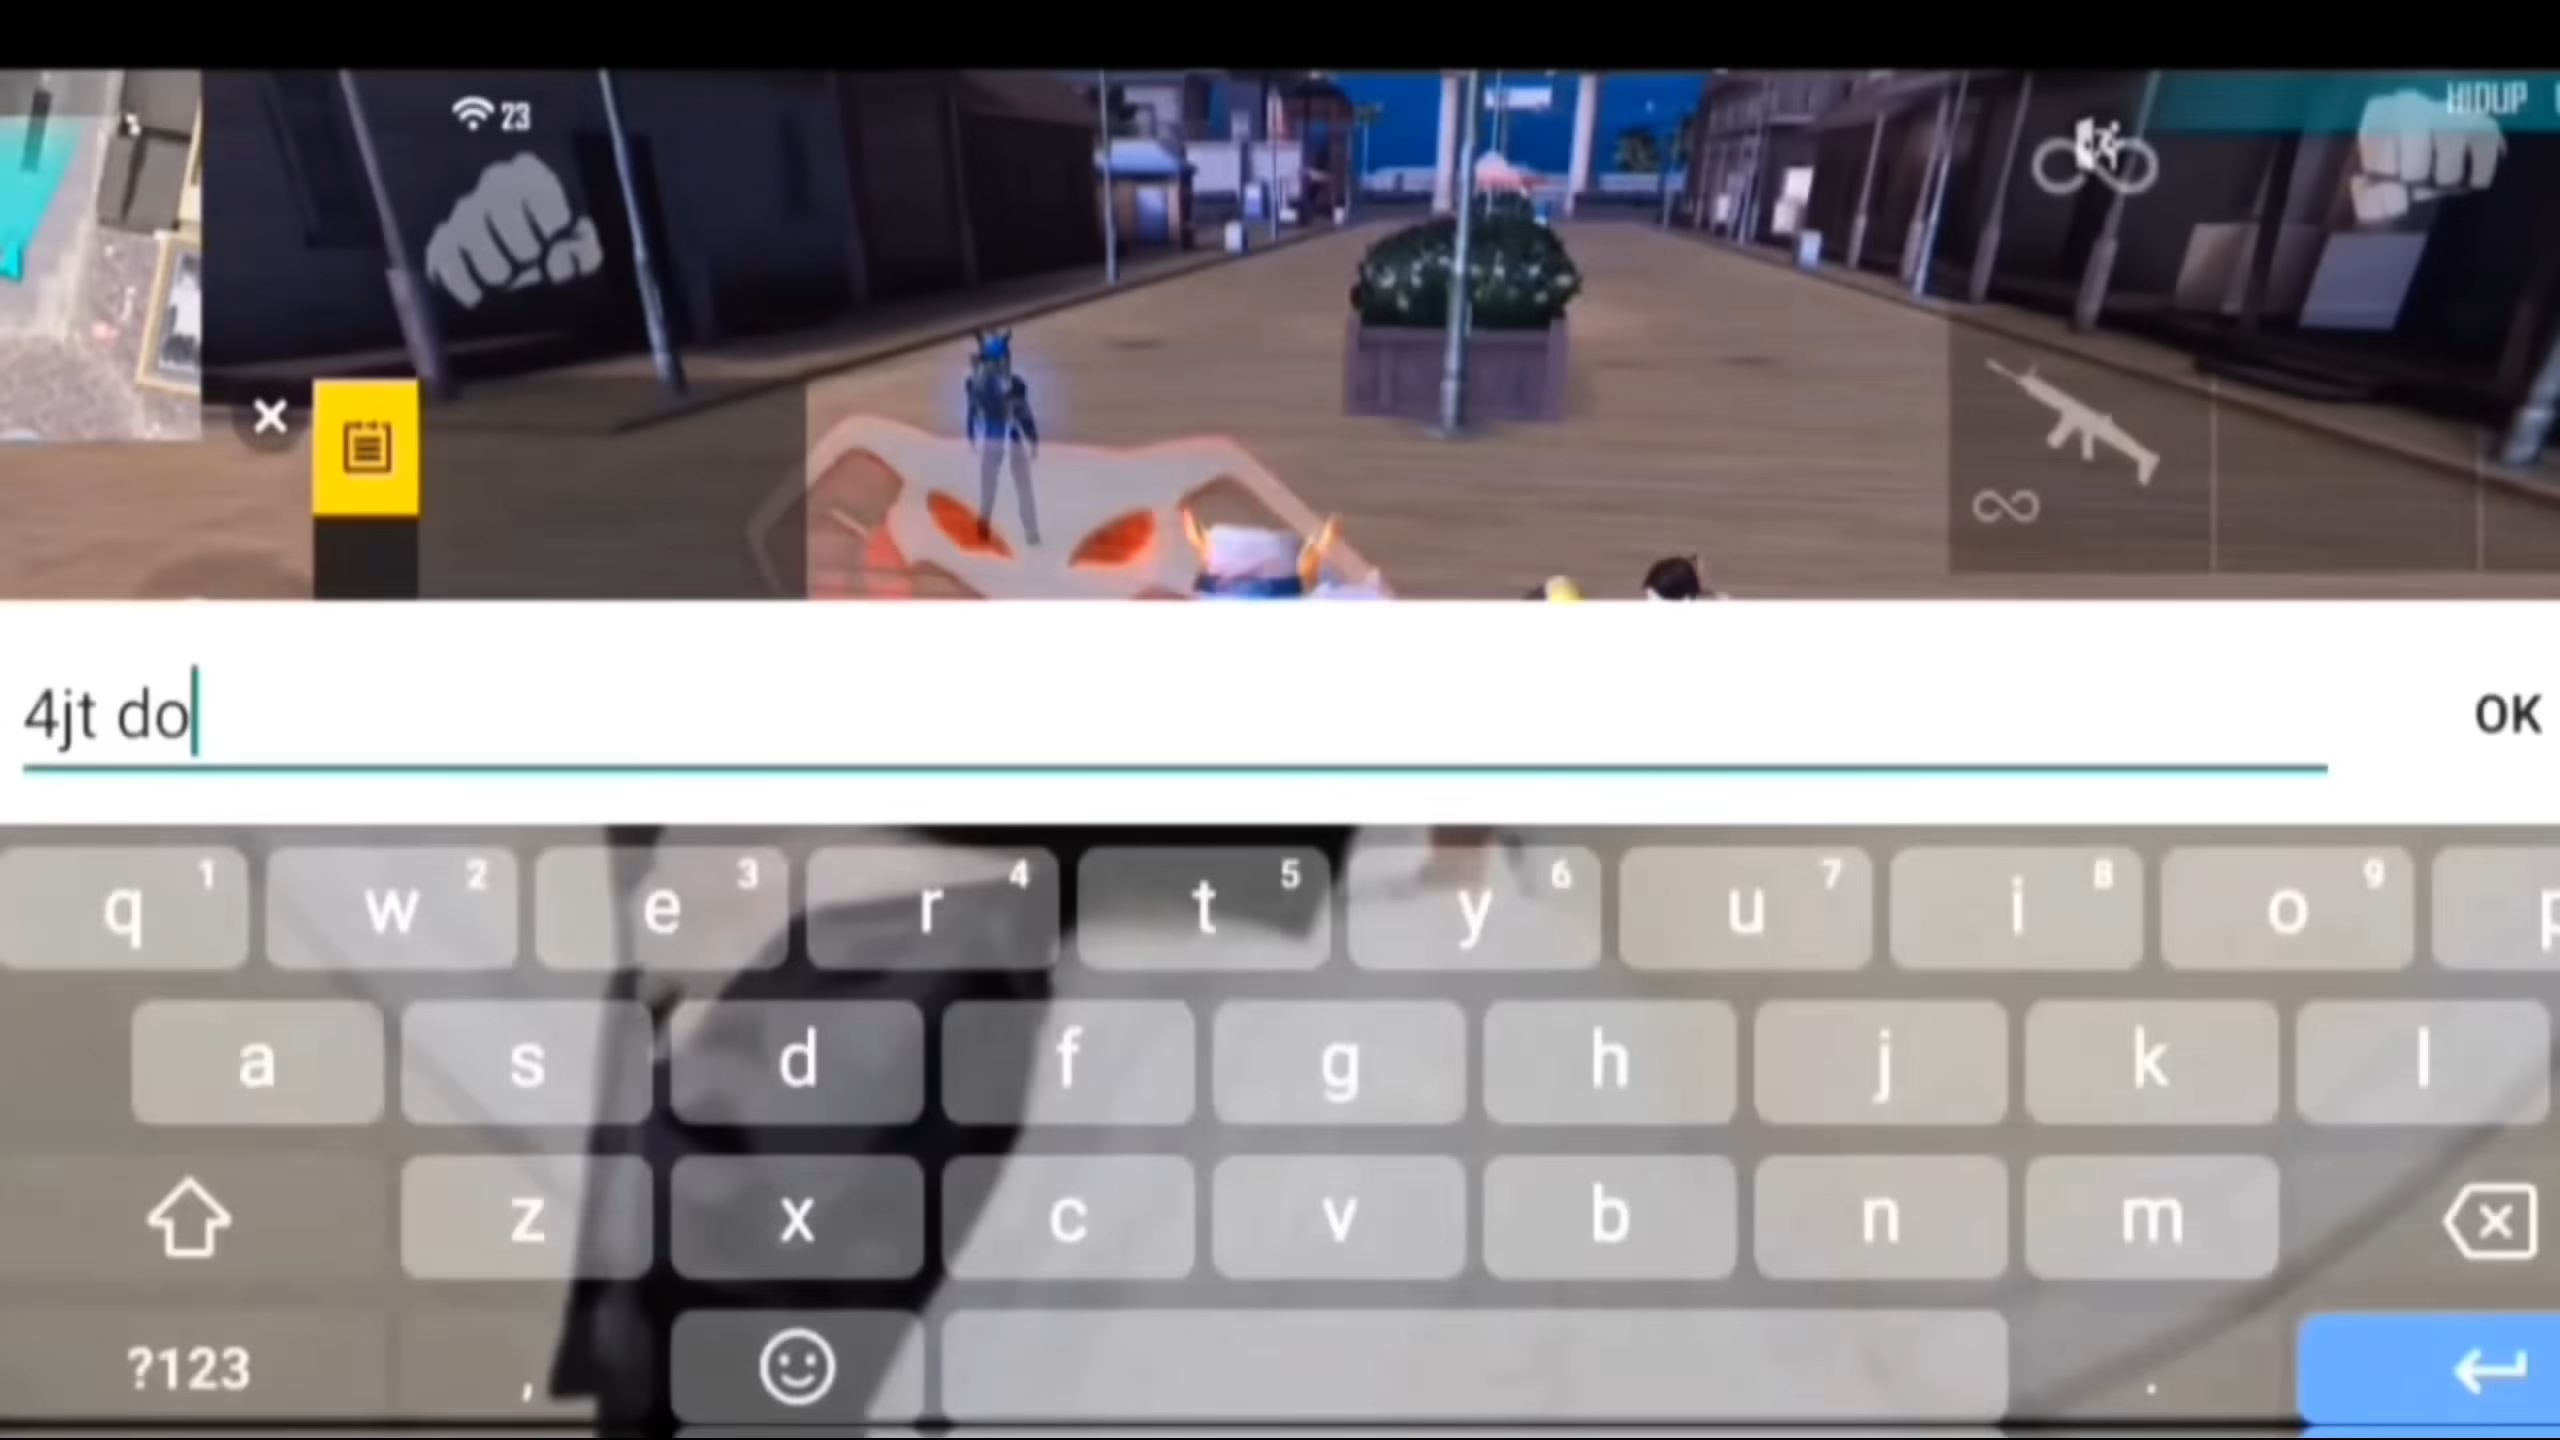 23
HIDUP
4jt do
OK
q 1 w 2 e 3 r 4 t 5 y 6 u 7 i 8 o 9 p
a s d f g h j k l
z x c v b n m
?123 , .